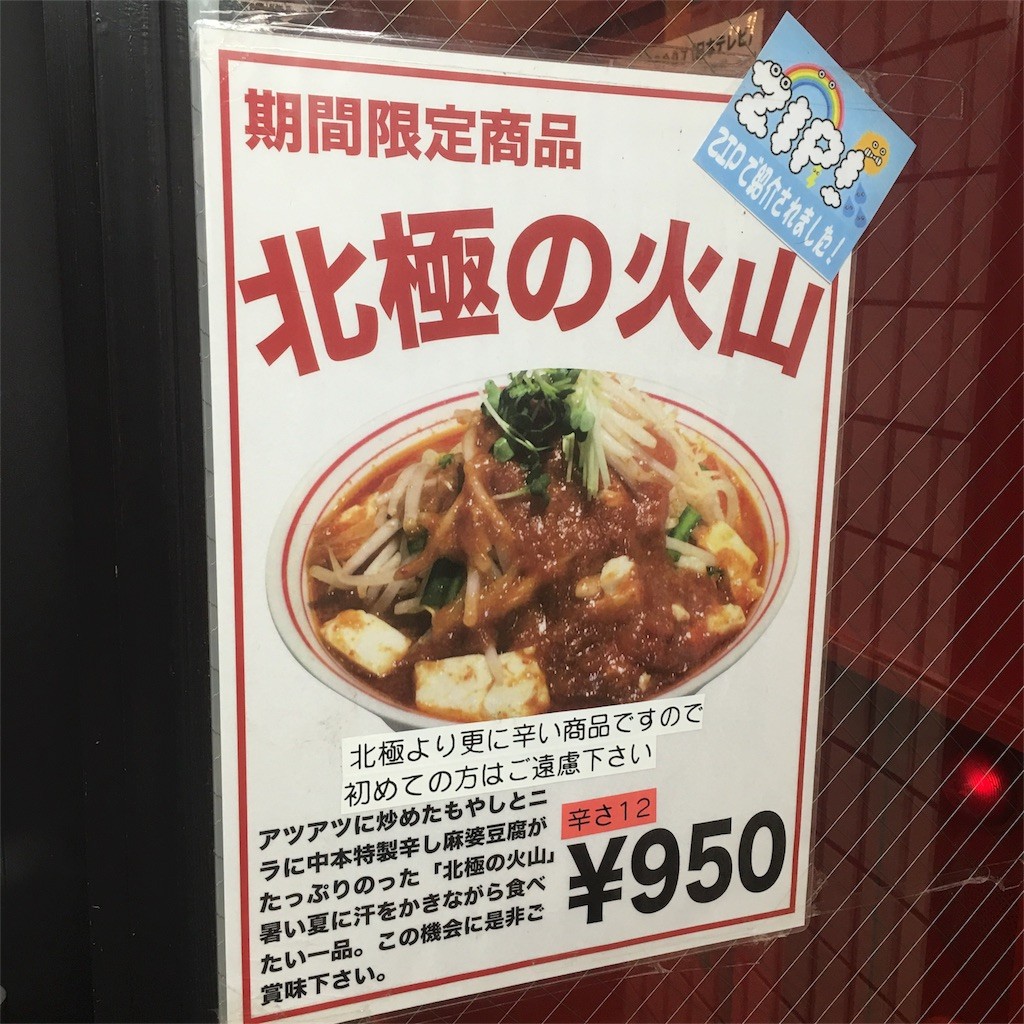 日本テレビ
ZIP!
ZIPで紹介されました!
期間限定商品
北極の火山
北極より更に辛い商品ですので
初めての方はご遠慮下さい
アツアツに炒めたもやしとニ
ラに中本特製辛し麻婆豆腐が
たっぷりのった「北極の火山」
暑い夏に汗をかきながら食べ
たい一品。この機会に是非ご
賞味下さい。
辛さ12
¥950